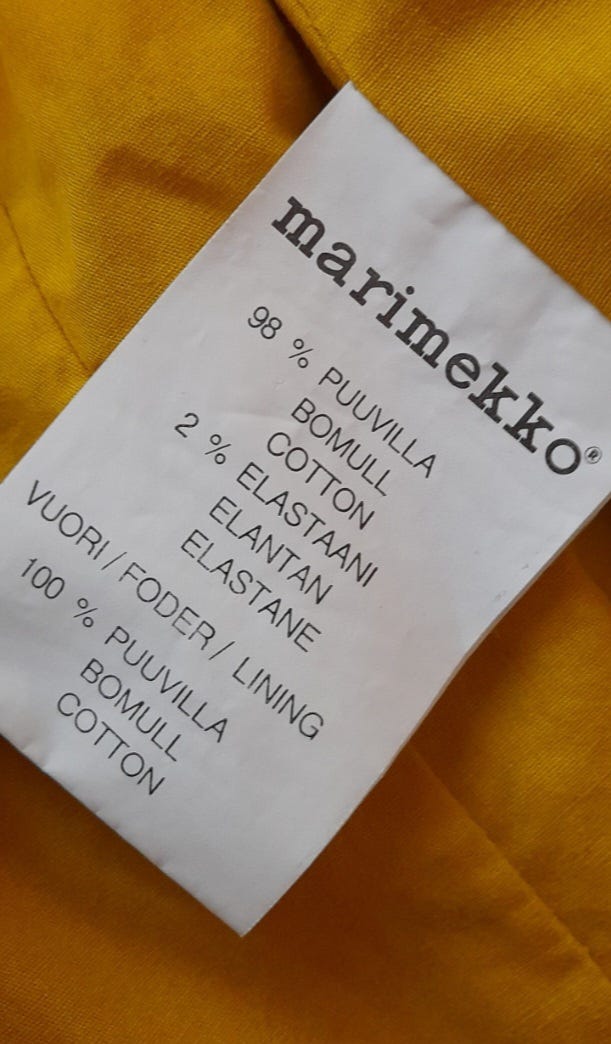 marimekko®
98 % PUUVILLA
BOMULL
COTTON
2 % ELASTAANI
ELANTAN
ELASTANE
VUORI / FODER / LINING
100 % PUUVILLA
BOMULL
COTTON